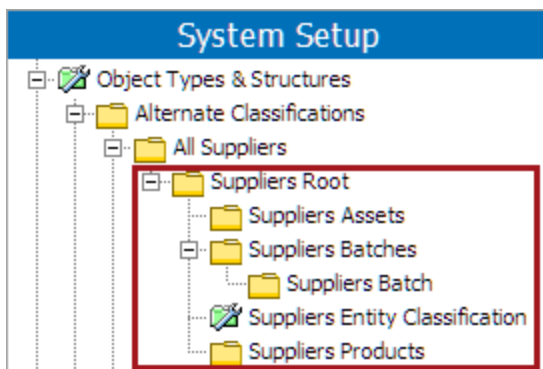 System Setup
Object Types & Structures
Alternate Classifications
All Suppliers
Suppliers Root
Suppliers Assets
Suppliers Batches
Suppliers Batch
Suppliers Entity Classification
Suppliers Products